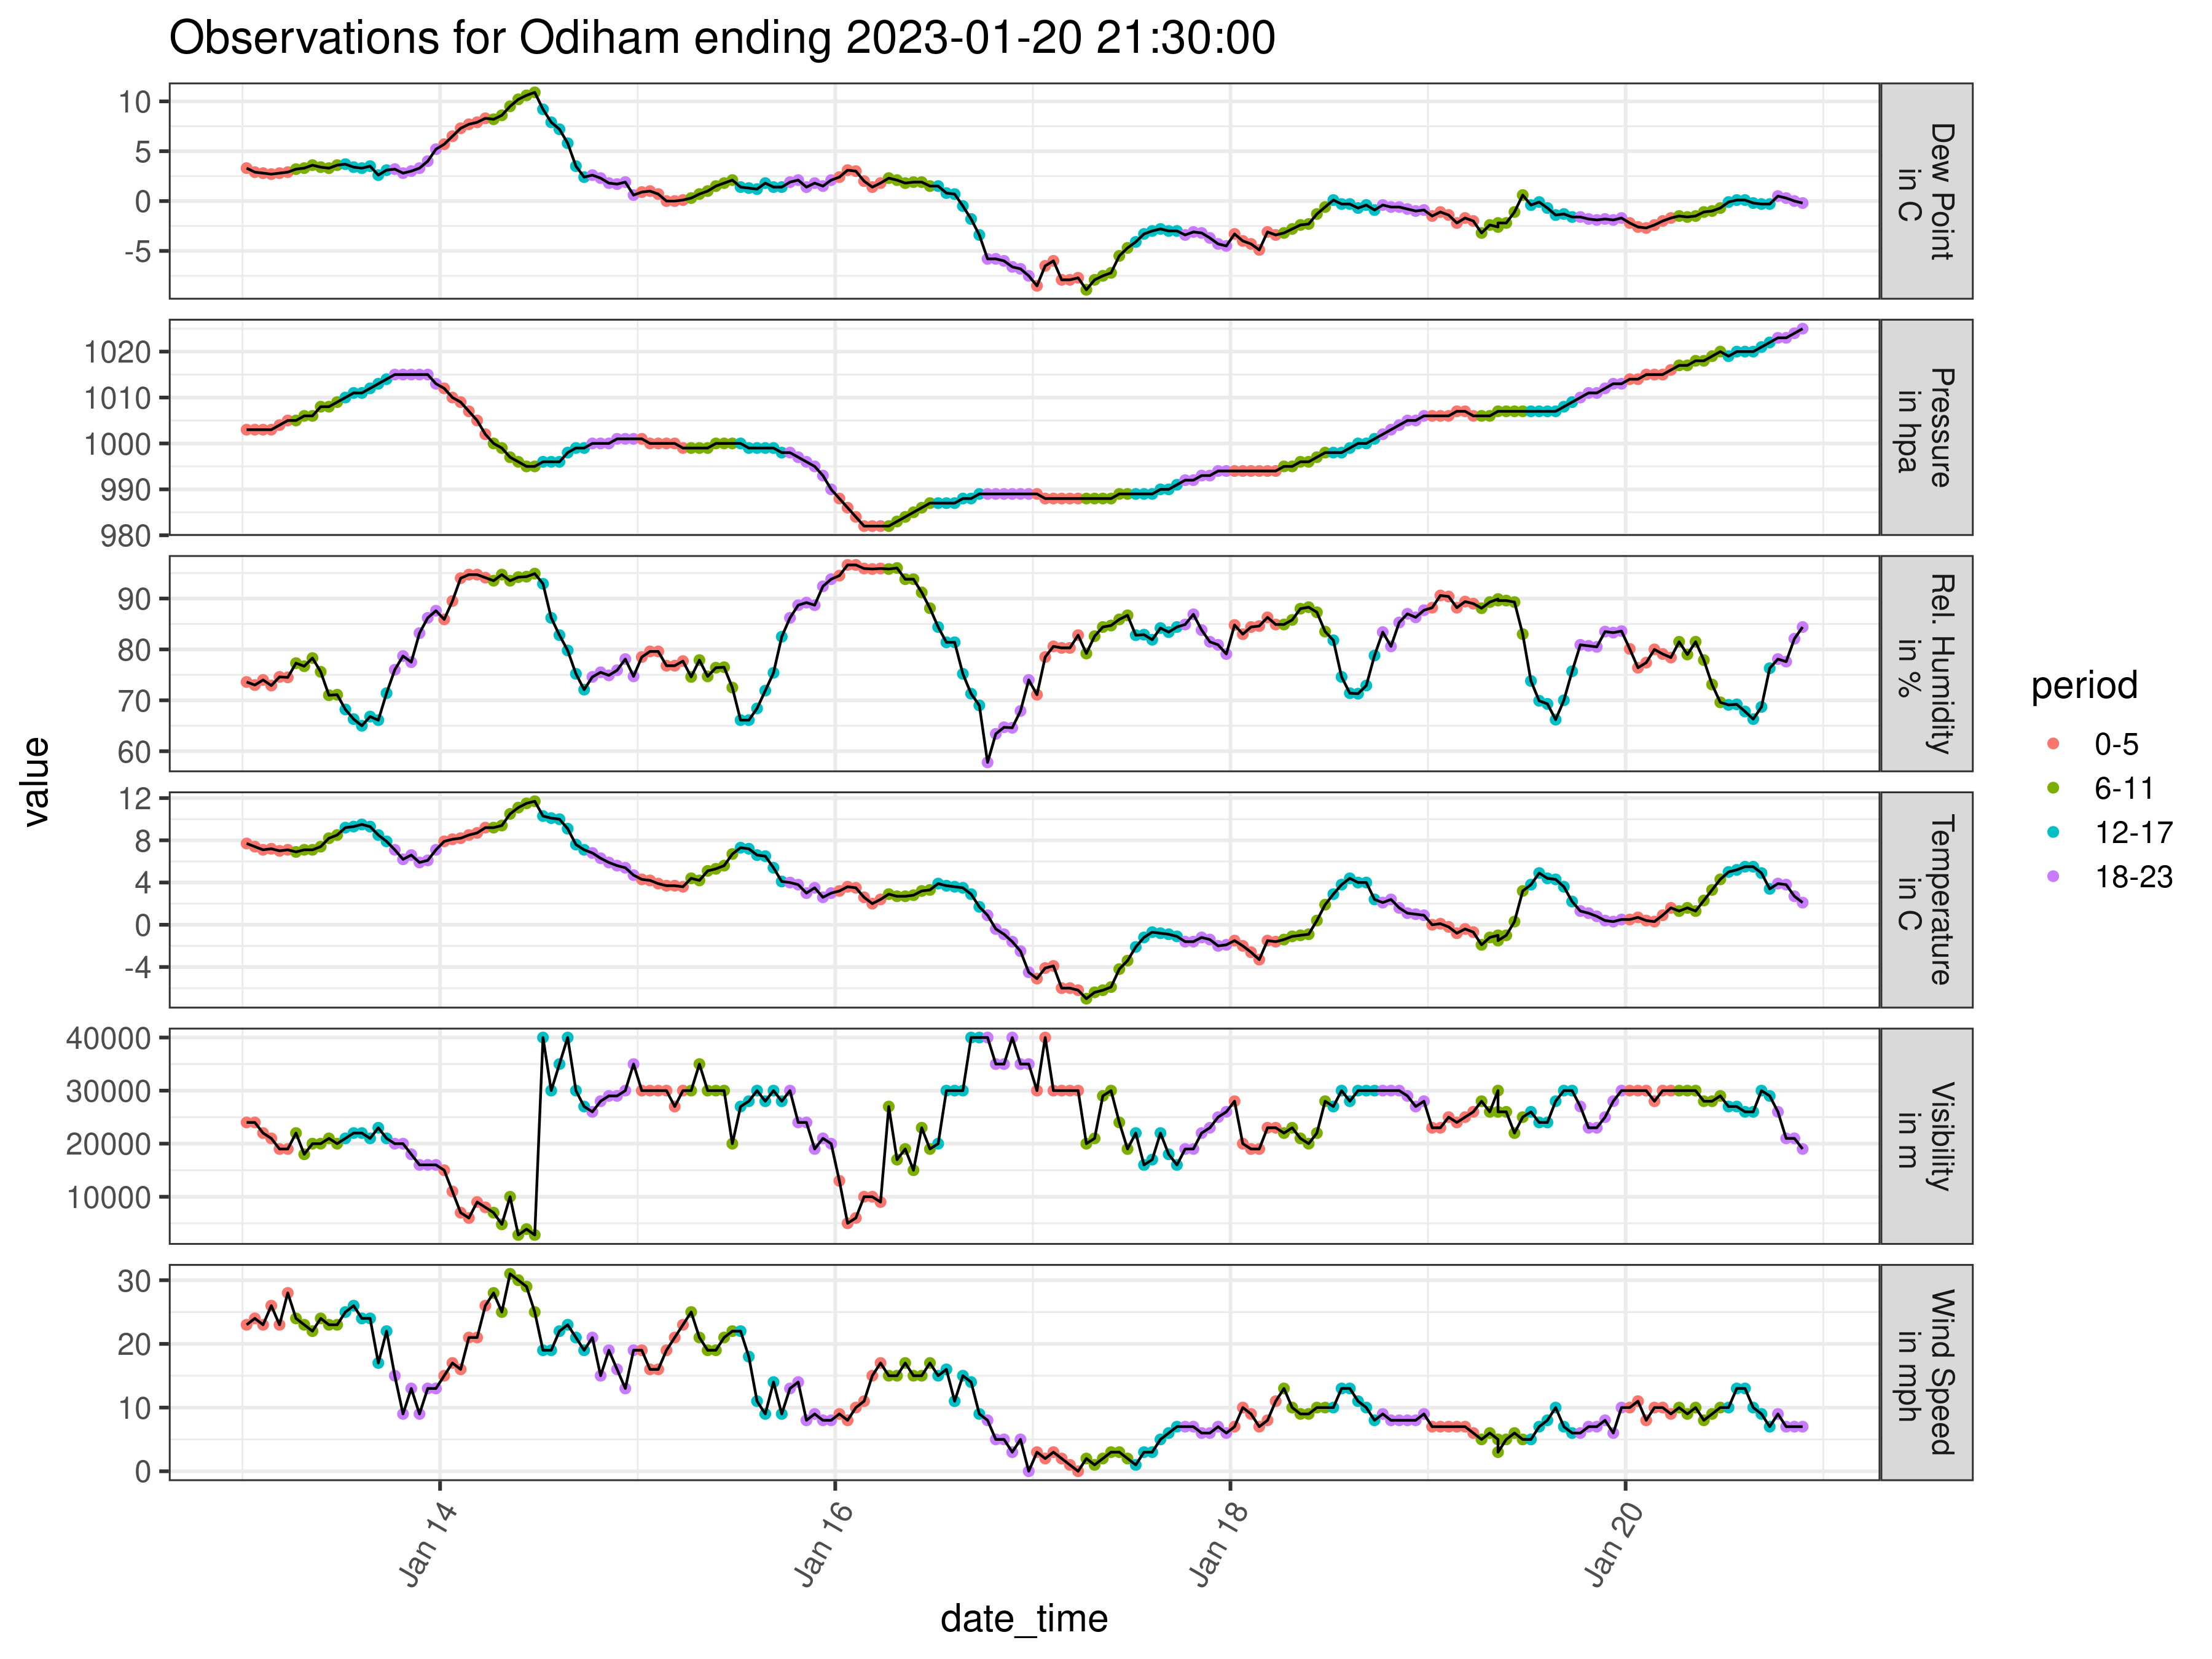 Observations for Odiham ending 2023-01-20 21:30:00
10
5
0
-5
Dew Point
in C
1020
1010
1000
990
980
Pressure
in hpa
90
80
70
60
Rel. Humidity
in %
12
8
4
0
-4
Temperature
in C
40000
30000
20000
10000
Visibility
in m
30
20
10
0
Wind Speed
in mph
value
Jan 14
Jan 16
Jan 18
Jan 20
date_time
period
0-5
6-11
12-17
18-23